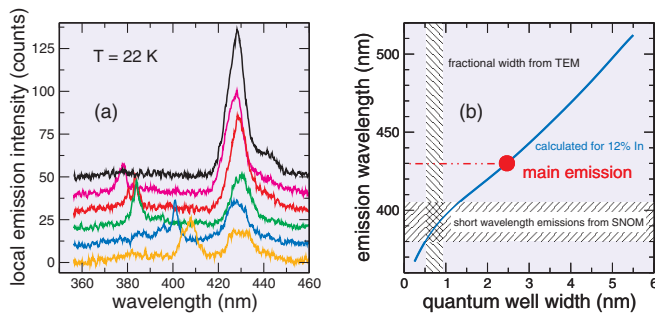 local emission intensity (counts)
125
100
75
50
25
0
T = 22 K
(a)
360
380
400
420
440
460
wavelength (nm)
emission wavelength (nm)
500
450
400
fractional width from TEM
(b)
calculated for 12% In
main emission
short wavelength emissions from SNOM
0
1
2
3
4
5
6
quantum well width (nm)